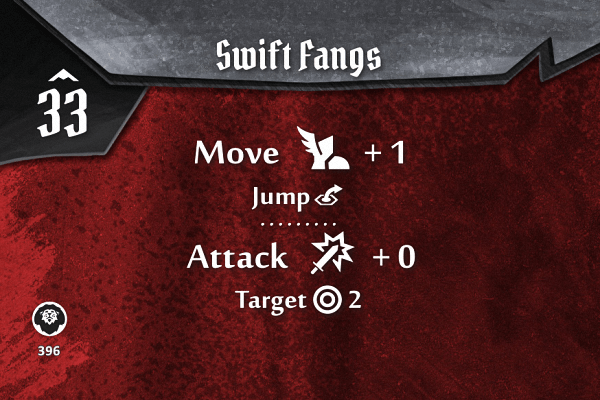 Swift Fangs
33
Move + 1
Jump
Attack + 0
Target 2
396